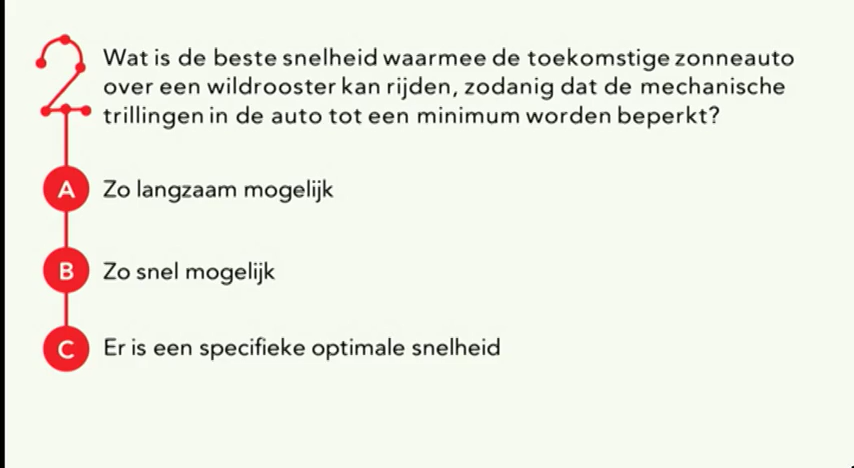 2
Wat is de beste snelheid waarmee de toekomstige zonneauto
over een wildrooster kan rijden, zodanig dat de mechanische
trillingen in de auto tot een minimum worden beperkt?
A Zo langzaam mogelijk
B Zo snel mogelijk
C Er is een specifieke optimale snelheid